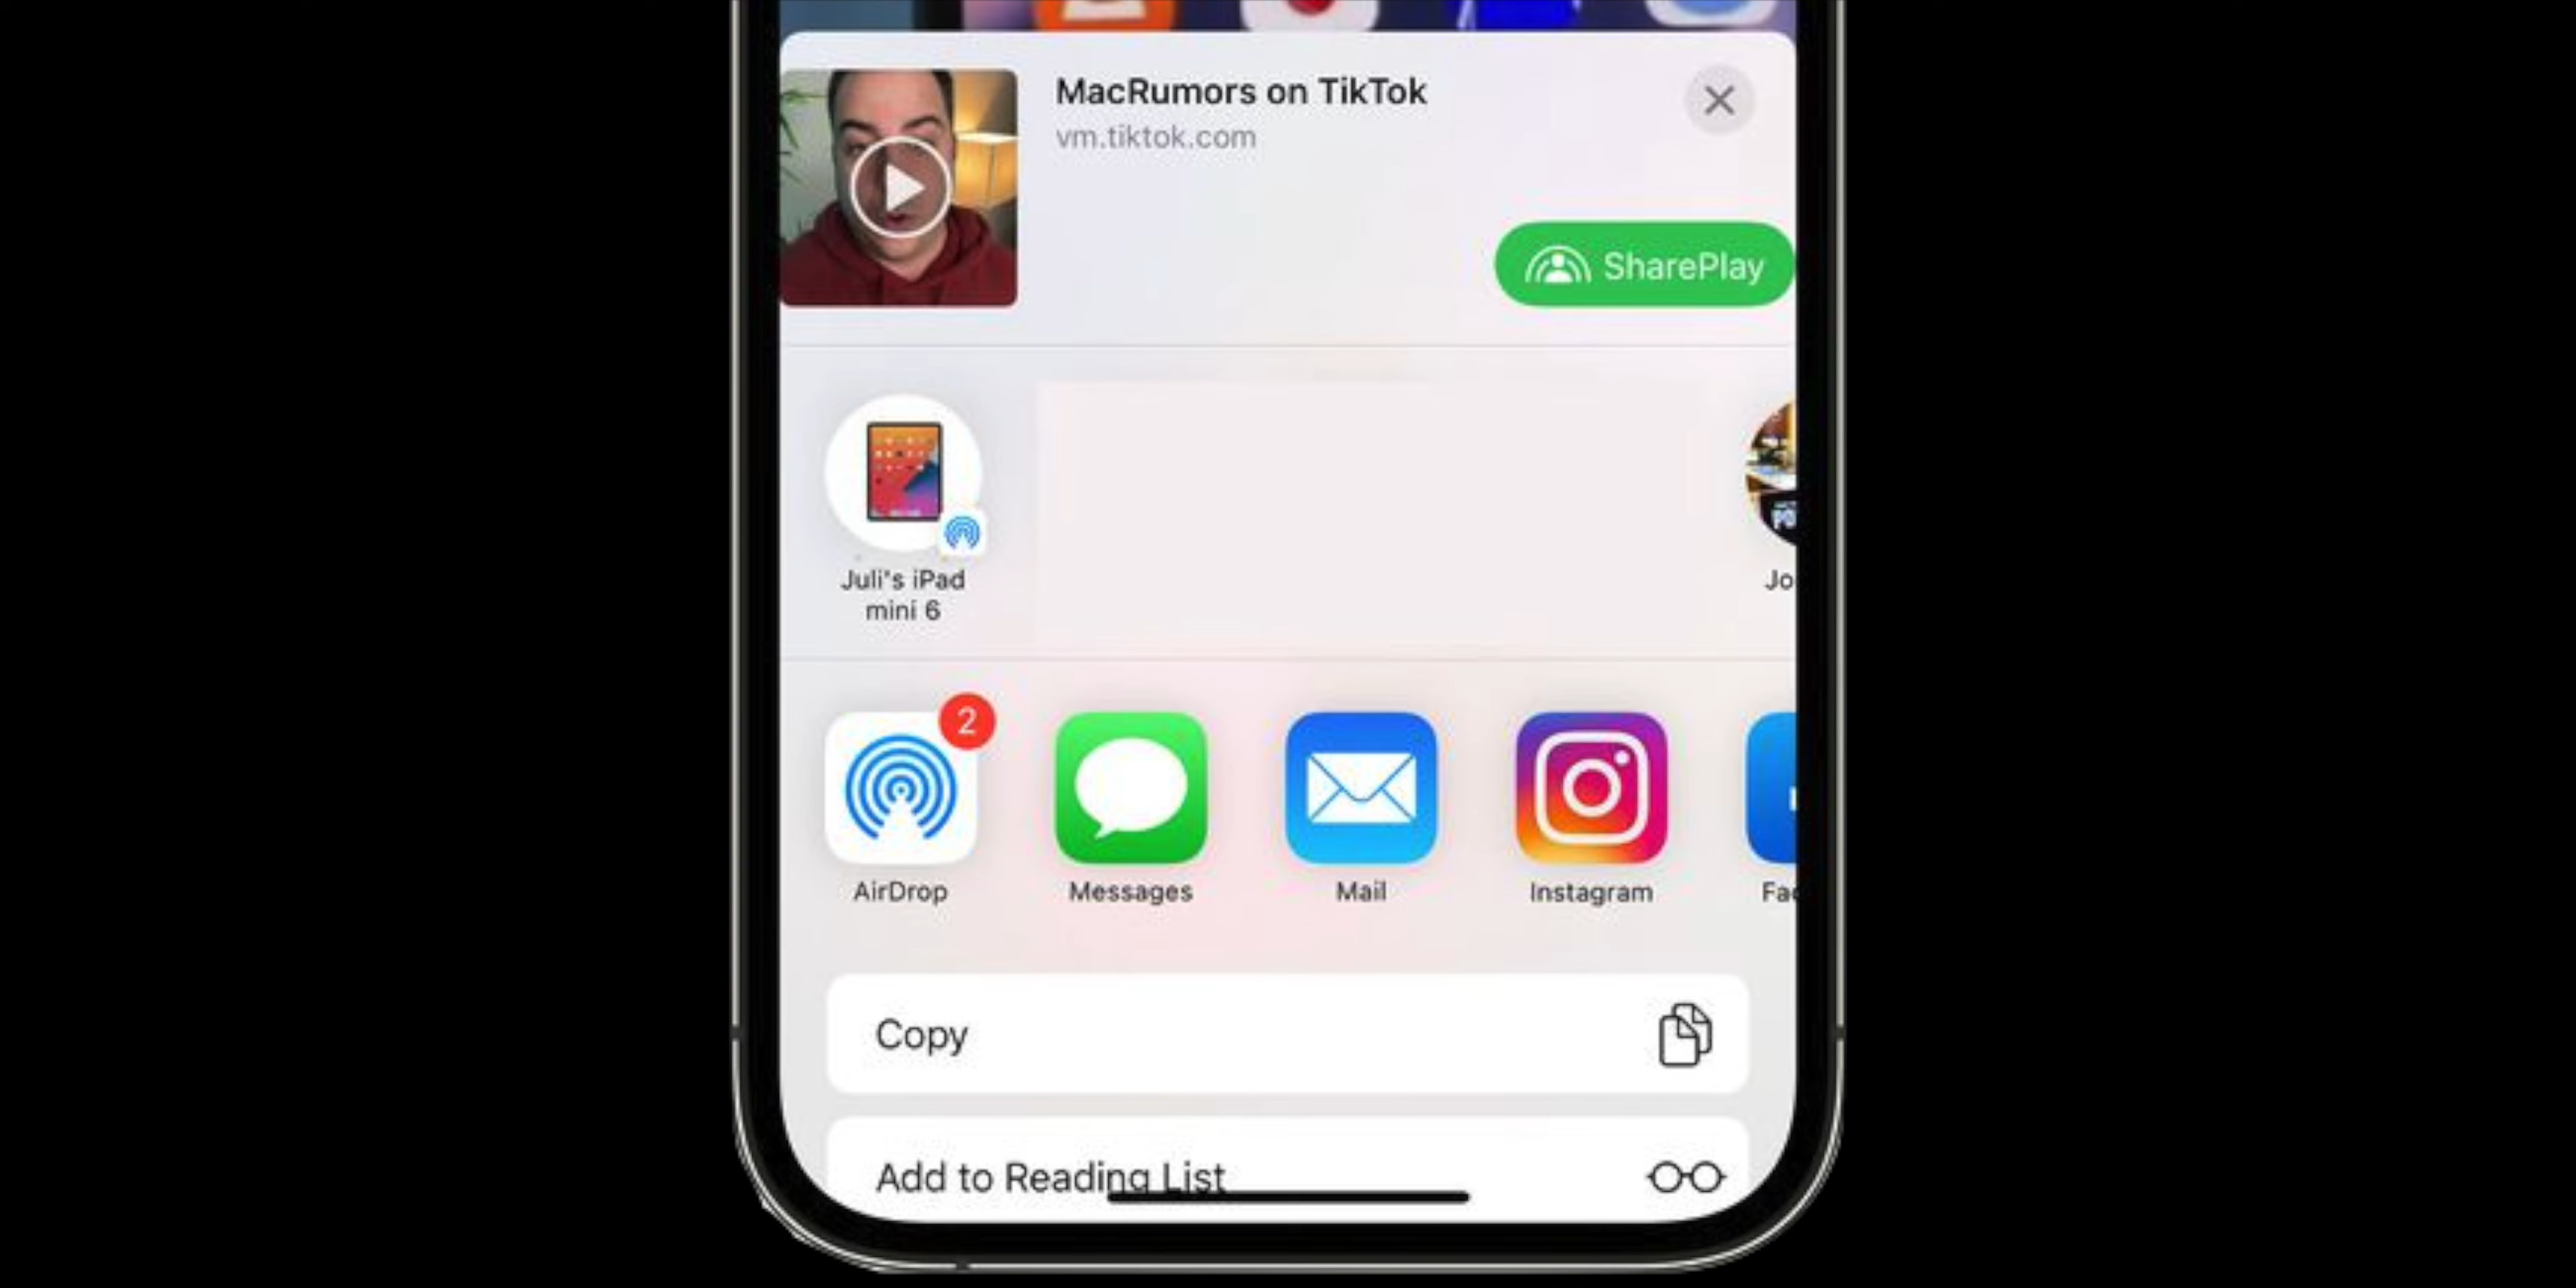 MacRumors on TikTok
vm.tiktok.com
SharePlay
Juli's iPad
mini 6
2
AirDrop
Messages
Mail
Instagram
Copy
Add to Reading List